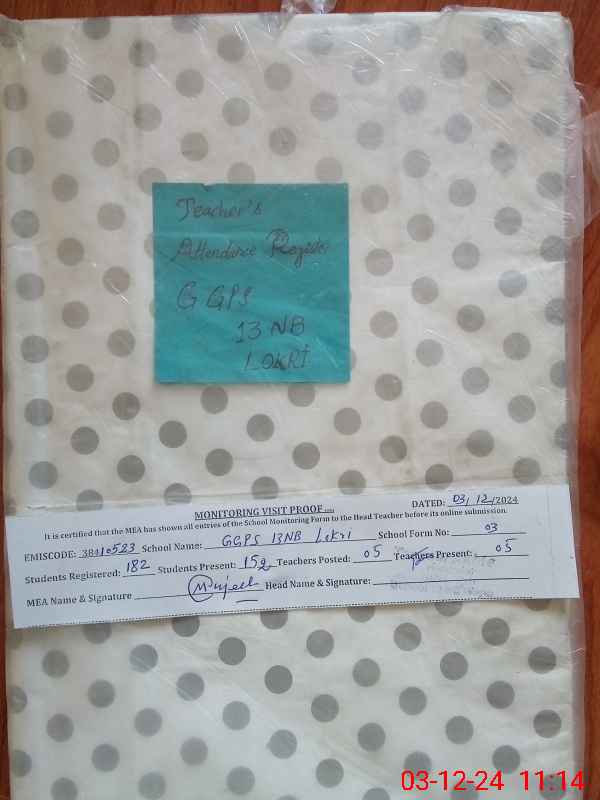 Teacher's
Attendance Register
G GPS
13 NB
LOKRI
MONITORING VISIT PROOF....
DATED: 03/12/2024
It is certified that the MEA has shown all entries of the School Monitoring Form to the Head Teacher before its online submission.
EMISCODE: 38410523 School Name: GGPS 13NB Lokri School Form No: 03
Students Registered: 182 Students Present: 152 Teachers Posted: 05 Teachers Present: 05
MEA Name & Signature Head Name & Signature:
03-12-24 11:14